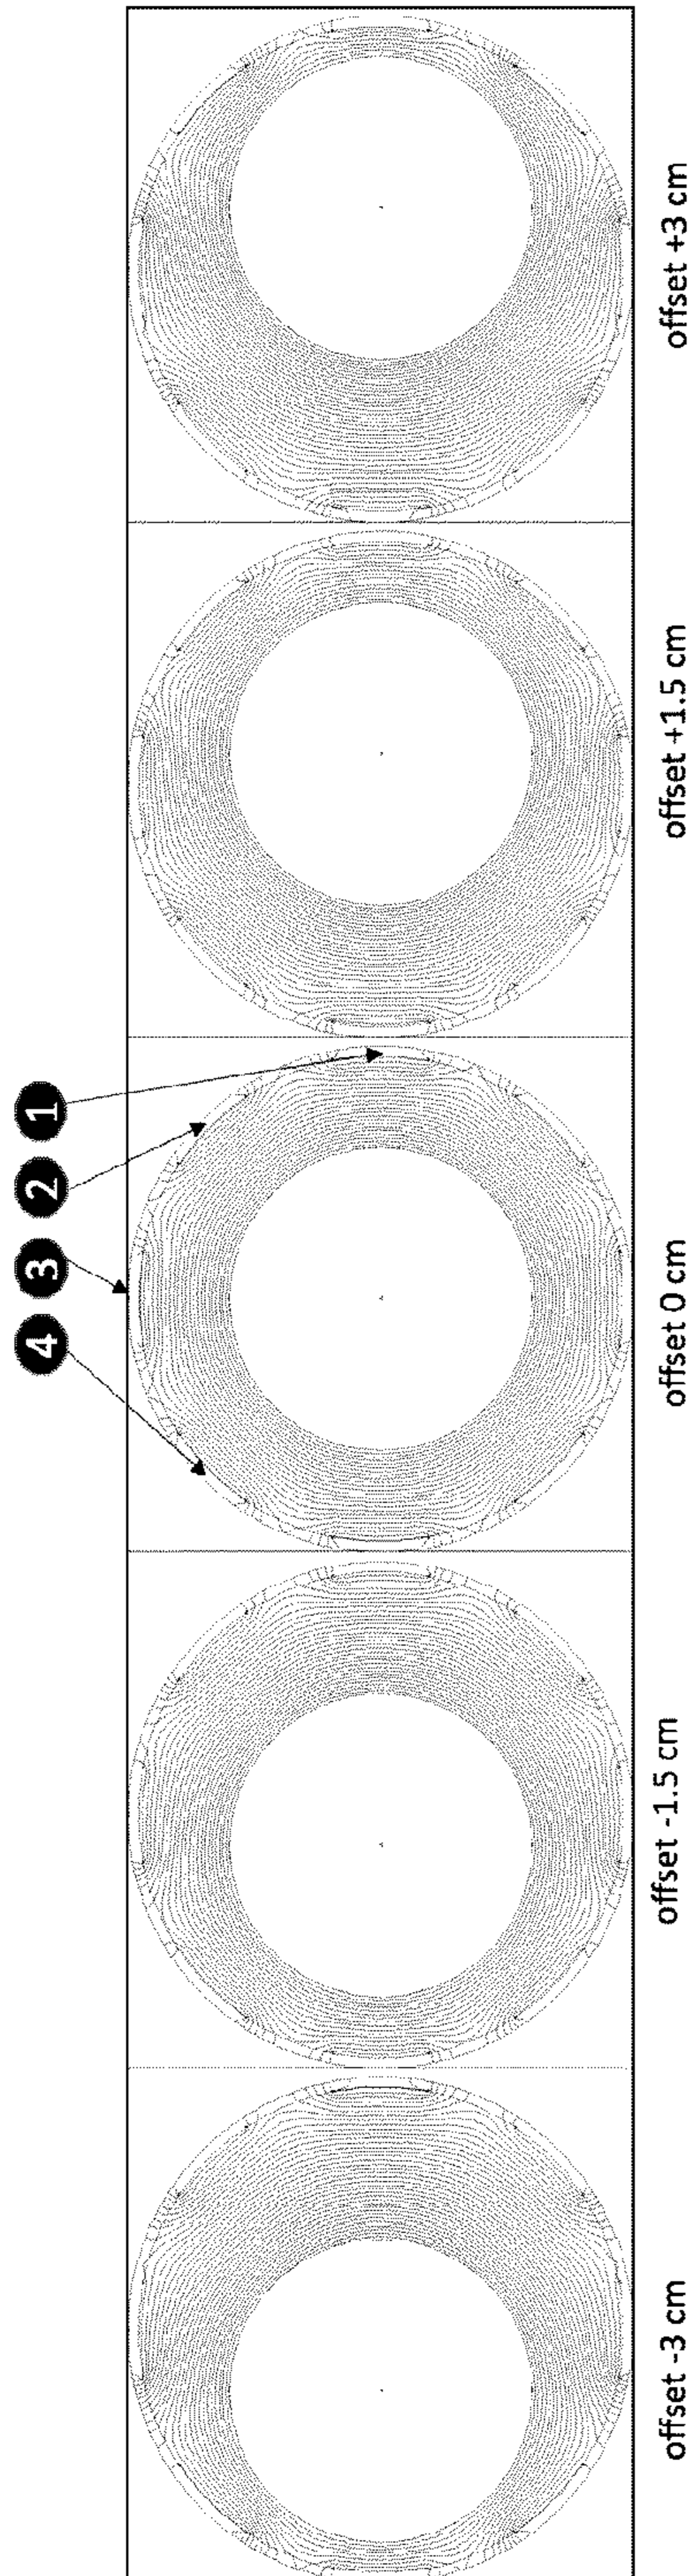 1
2
3
4
offset -3 cm
offset -1.5 cm
offset 0 cm
offset +1.5 cm
offset +3 cm